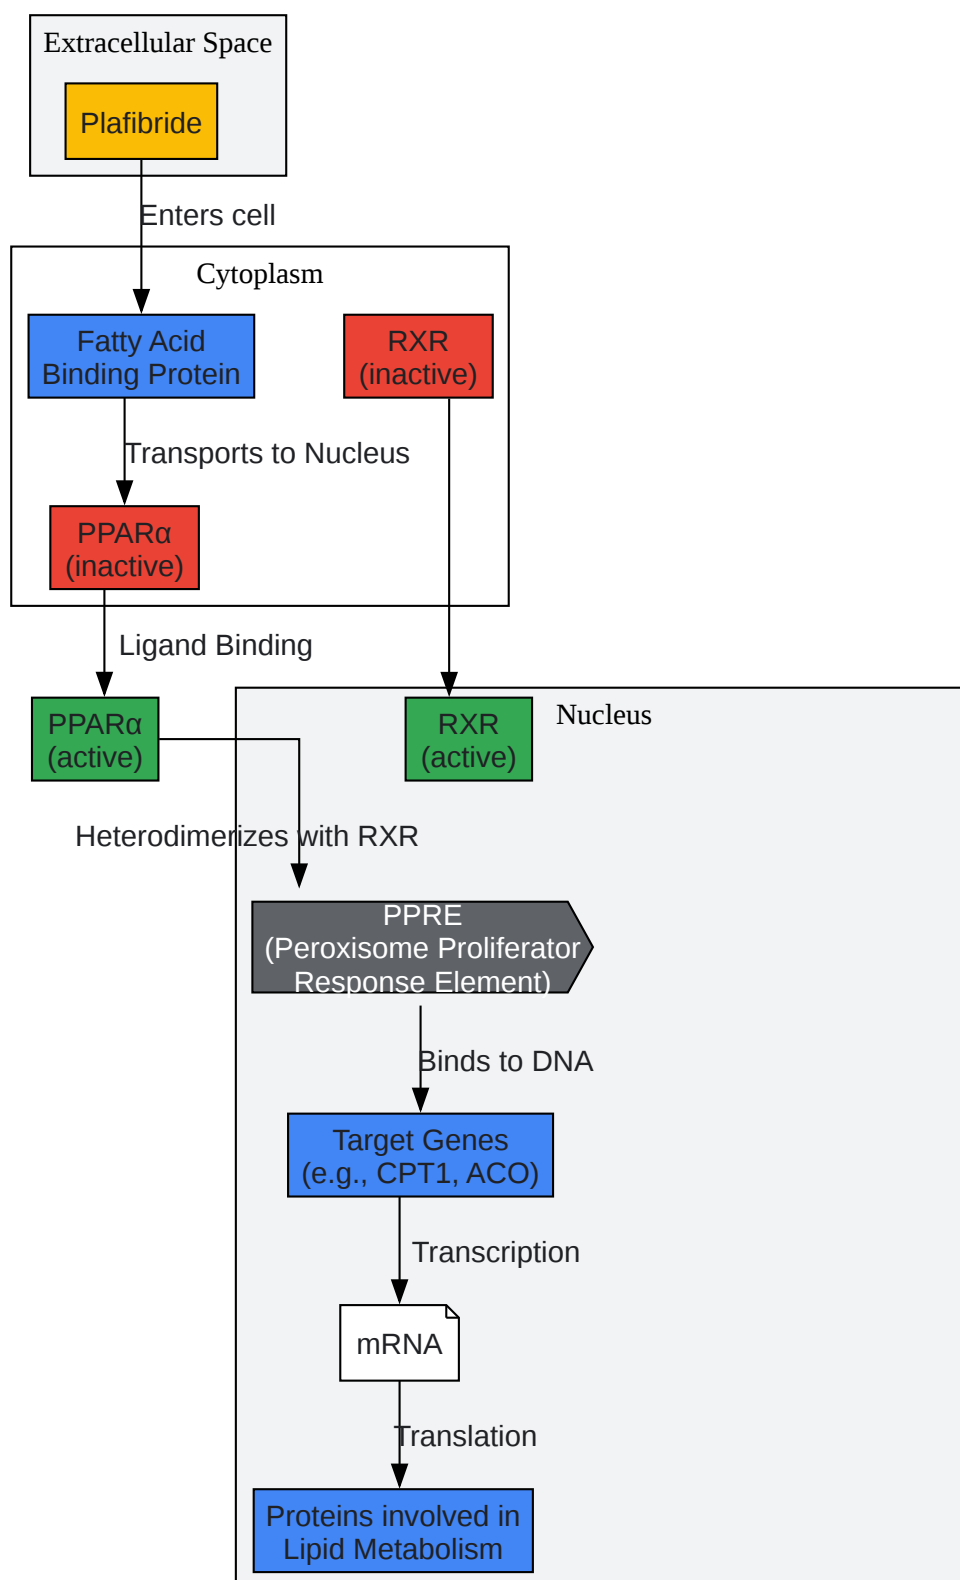 Extracellular Space
Plafibride
Enters cell
Cytoplasm
Fatty Acid
Binding Protein
RXR
(inactive)
Transports to Nucleus
PPARα
(inactive)
Ligand Binding
PPARα
(active)
RXR
(active)
Nucleus
Heterodimerizes with RXR
PPRE
(Peroxisome Proliferator
Response Element)
Binds to DNA
Target Genes
(e.g., CPT1, ACO)
Transcription
mRNA
Translation
Proteins involved in
Lipid Metabolism